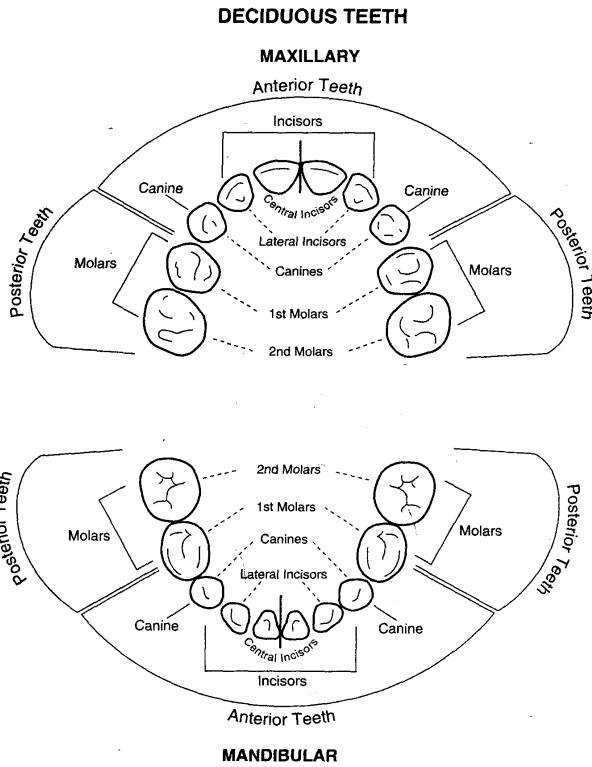 DECIDUOUS TEETH
MAXILLARY
Anterior Teeth
Incisors
Canine
Canine
Central Incisors
Lateral Incisors
Posterior Teeth
Posterior Teeth
Molars
Canines
Molars
1st Molars
2nd Molars
2nd Molars
Posterior Teeth
Posterior Teeth
1st Molars
Molars
Molars
Canines
Lateral Incisors
Canine
Canine
Central Incisors
Incisors
Anterior Teeth
MANDIBULAR